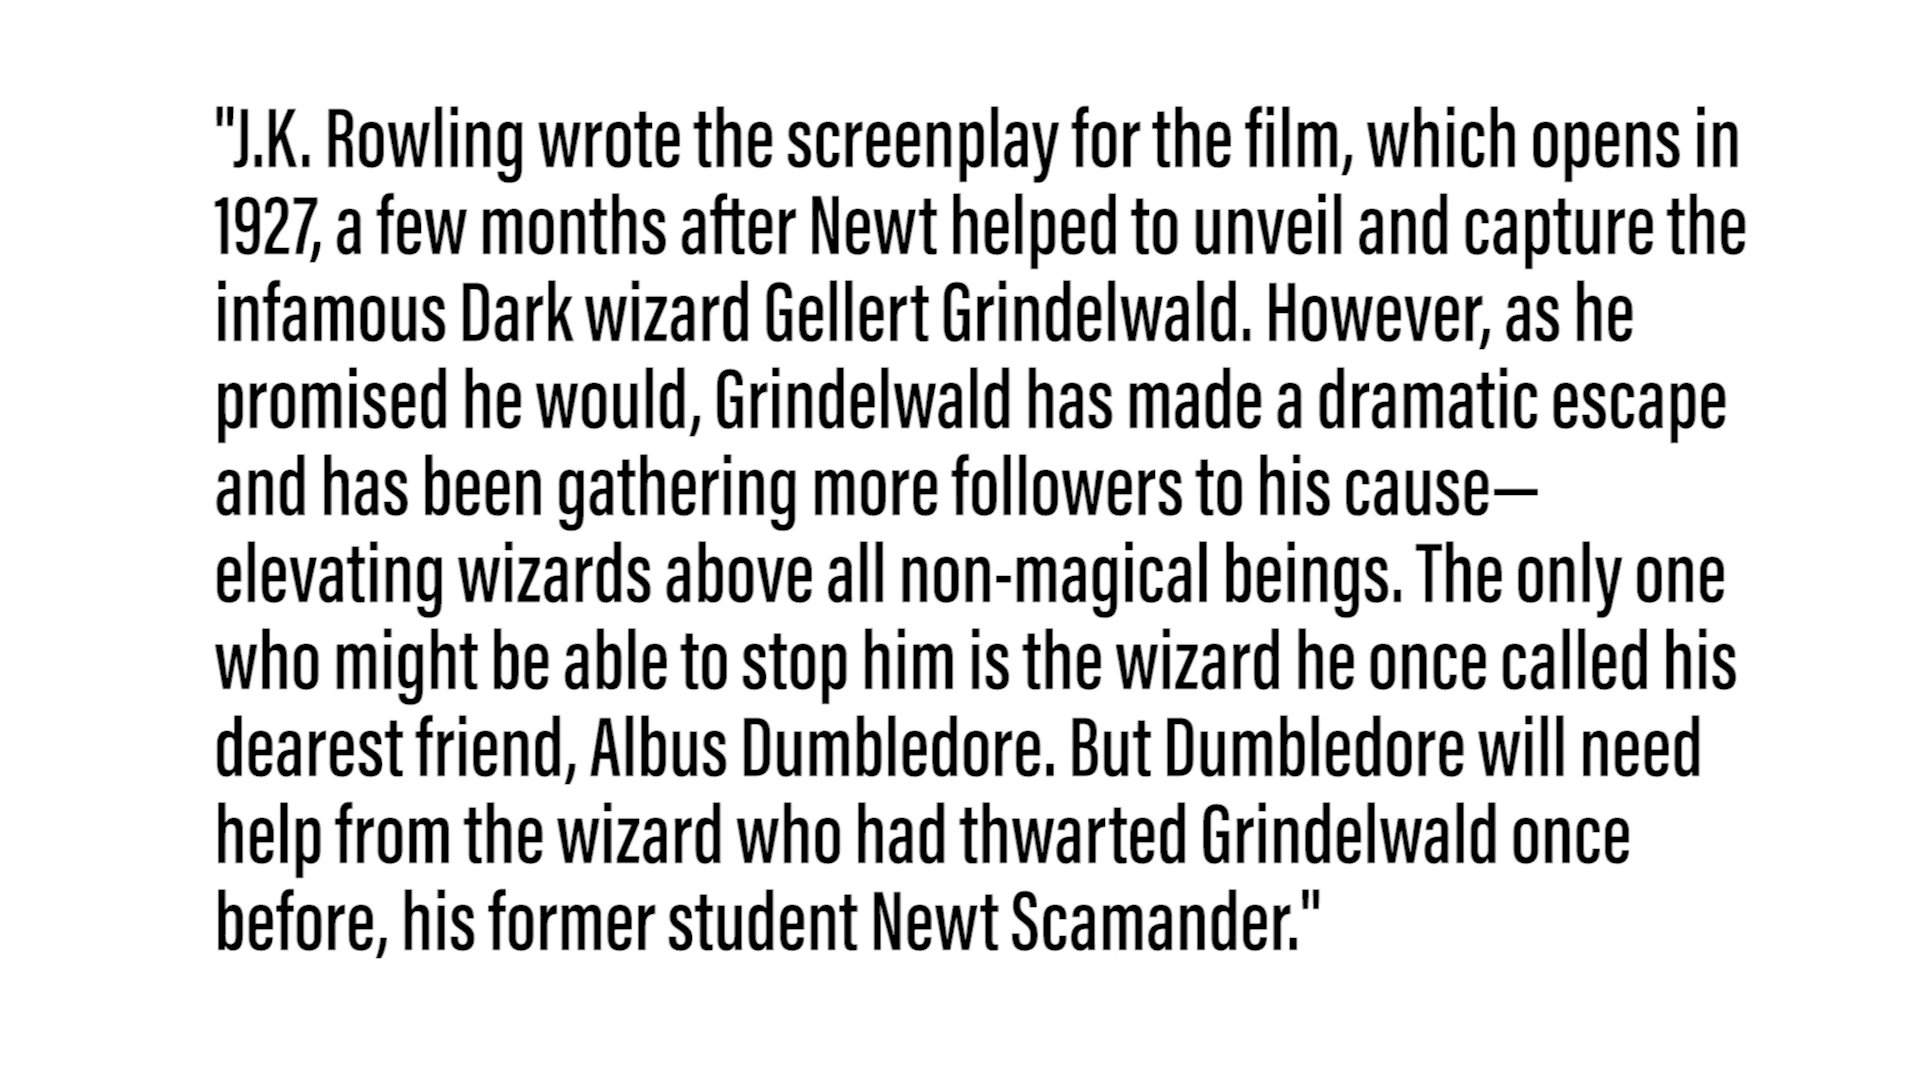 "J.K. Rowling wrote the screenplay for the film, which opens in
1927, a few months after Newt helped to unveil and capture the
infamous Dark wizard Gellert Grindelwald. However, as he
promised he would, Grindelwald has made a dramatic escape
and has been gathering more followers to his cause—
elevating wizards above all non-magical beings. The only one
who might be able to stop him is the wizard he once called his
dearest friend, Albus Dumbledore. But Dumbledore will need
help from the wizard who had thwarted Grindelwald once
before, his former student Newt Scamander."